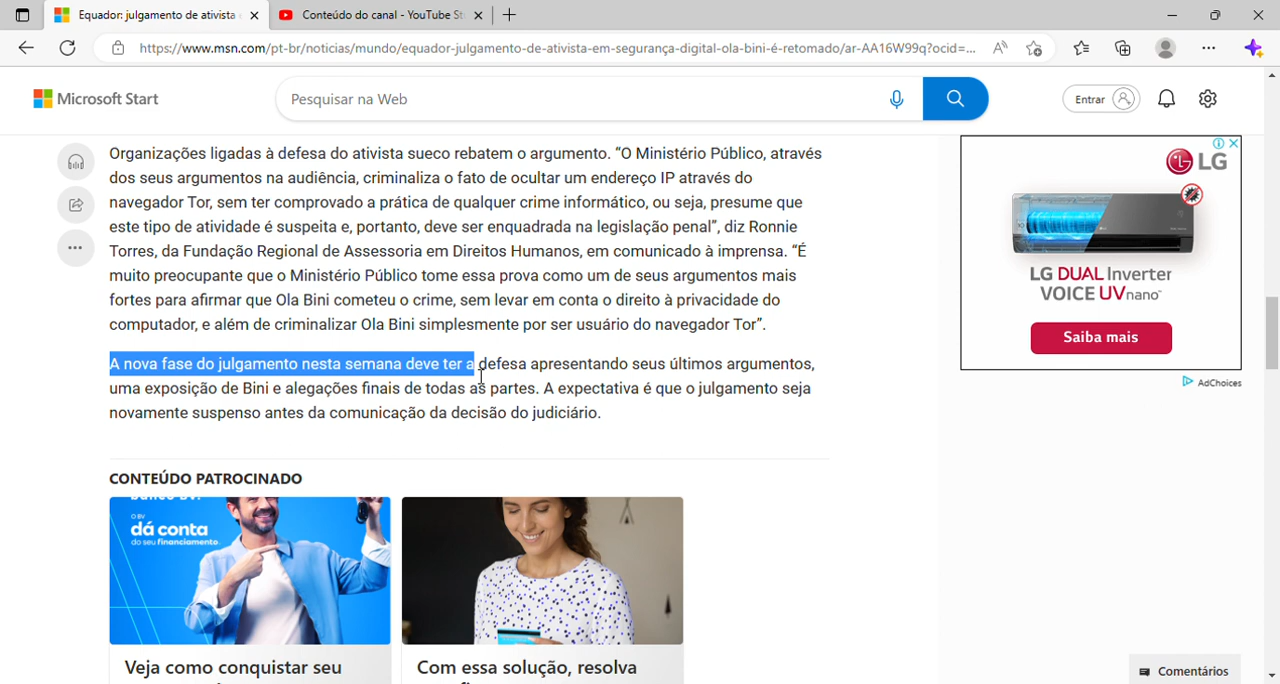 Equador: julgamento de ativista
Conteúdo do canal - YouTube St
https://www.msn.com/pt-br/noticias/mundo/equador-julgamento-de-ativista-em-segurança-digital-ola-bini-é-retomado/ar-AA16W99q?ocid=...
Microsoft Start
Pesquisar na Web
Entrar
Organizações ligadas à defesa do ativista sueco rebatem o argumento. “O Ministério Público, através
dos seus argumentos na audiência, criminaliza o fato de ocultar um endereço IP através do
navegador Tor, sem ter comprovado a prática de qualquer crime informático, ou seja, presume que
este tipo de atividade é suspeita e, portanto, deve ser enquadrada na legislação penal”, diz Ronnie
Torres, da Fundação Regional de Assessoria em Direitos Humanos, em comunicado à imprensa. “É
muito preocupante que o Ministério Público tome essa prova como um de seus argumentos mais
fortes para afirmar que Ola Bini cometeu o crime, sem levar em conta o direito à privacidade do
computador, e além de criminalizar Ola Bini simplesmente por ser usuário do navegador Tor”.
A nova fase do julgamento nesta semana deve ter a defesa apresentando seus últimos argumentos,
uma exposição de Bini e alegações finais de todas as partes. A expectativa é que o julgamento seja
novamente suspenso antes da comunicação da decisão do judiciário.
LG
LG DUAL Inverter
VOICE UVnano™
Saiba mais
AdChoices
CONTEÚDO PATROCINADO
O BV
dá conta
do seu financiamento.
Veja como conquistar seu
Com essa solução, resolva
Comentários